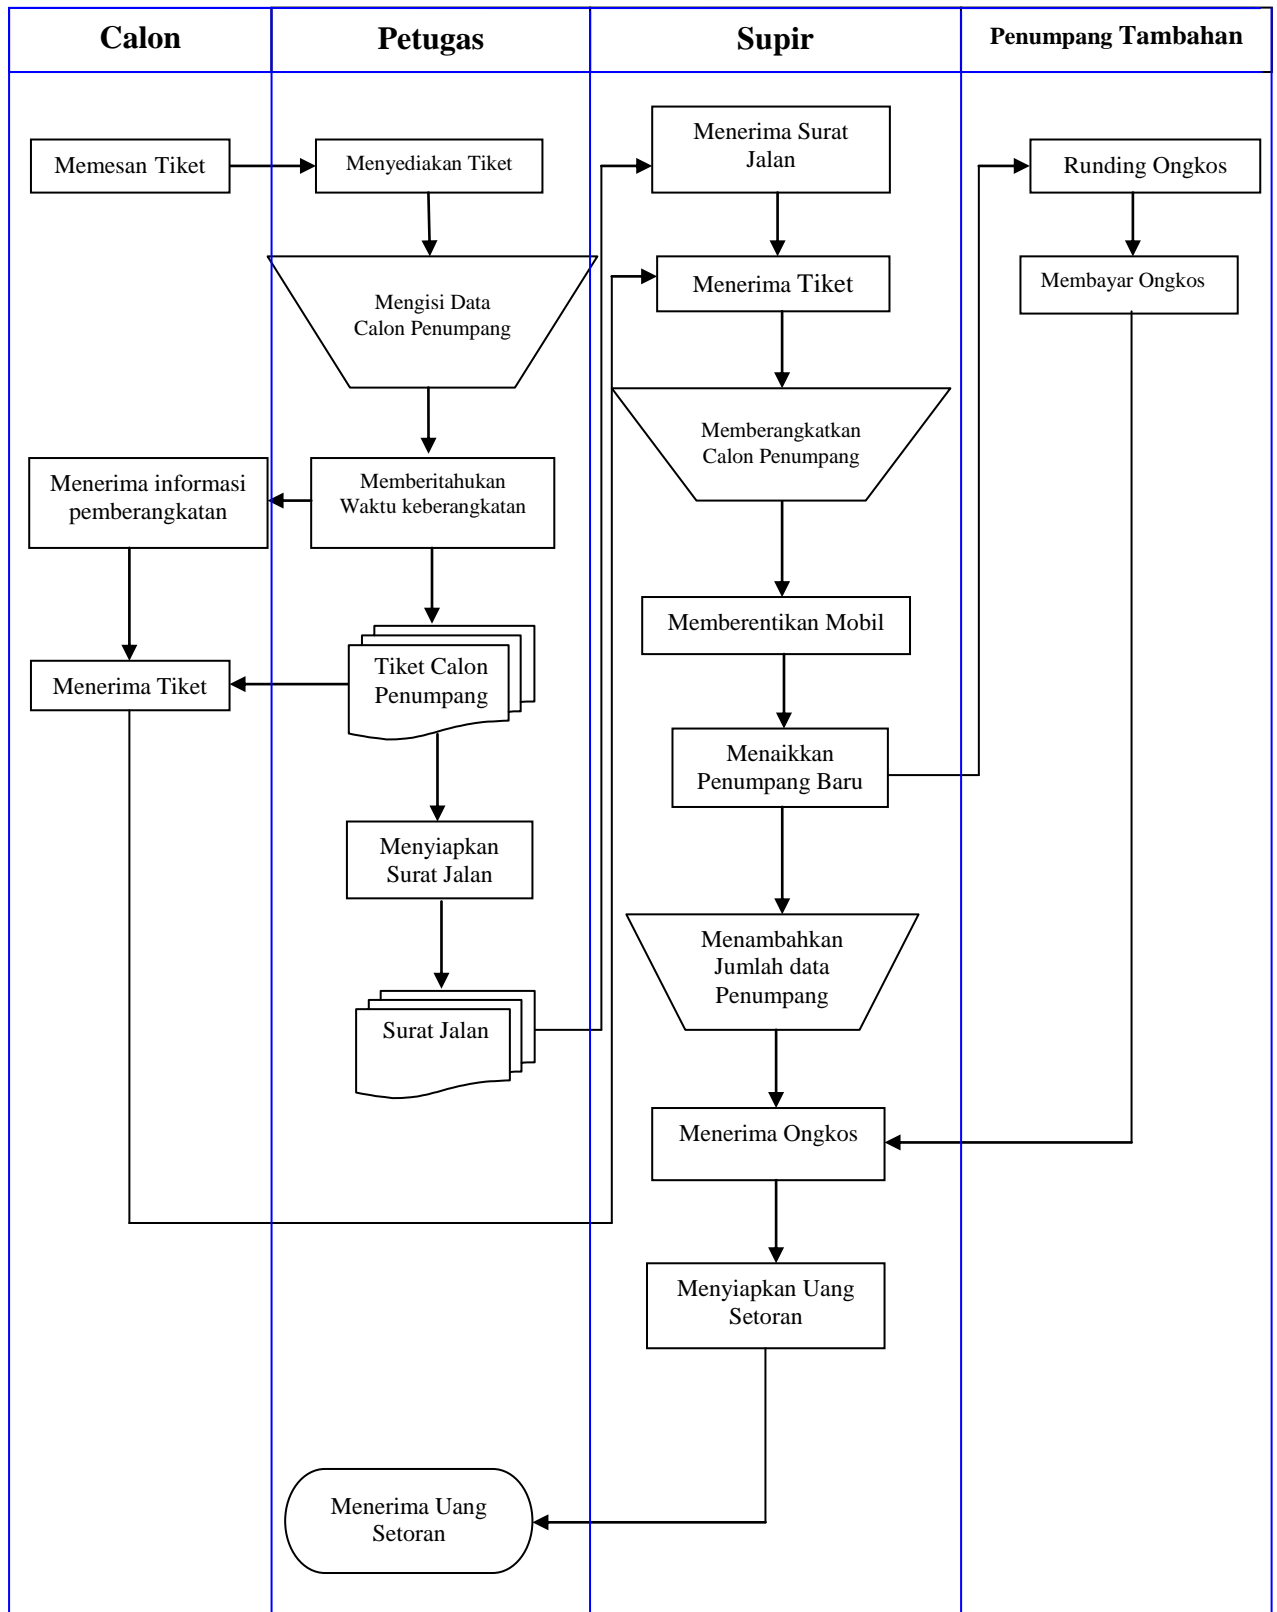 Calon
Petugas
Supir
Penumpang Tambahan
Memesan Tiket
Menyediakan Tiket
Menerima Surat
Jalan
Runding Ongkos
Mengisi Data
Calon Penumpang
Menerima Tiket
Membayar Ongkos
Memberangkatkan
Calon Penumpang
Menerima informasi
pemberangkatan
Memberitahukan
Waktu keberangkatan
Memberentikan Mobil
Menerima Tiket
Tiket Calon
Penumpang
Menaikkan
Penumpang Baru
Menyiapkan
Surat Jalan
Menambahkan
Jumlah data
Penumpang
Surat Jalan
Menerima Ongkos
Menyiapkan Uang
Setoran
Menerima Uang
Setoran